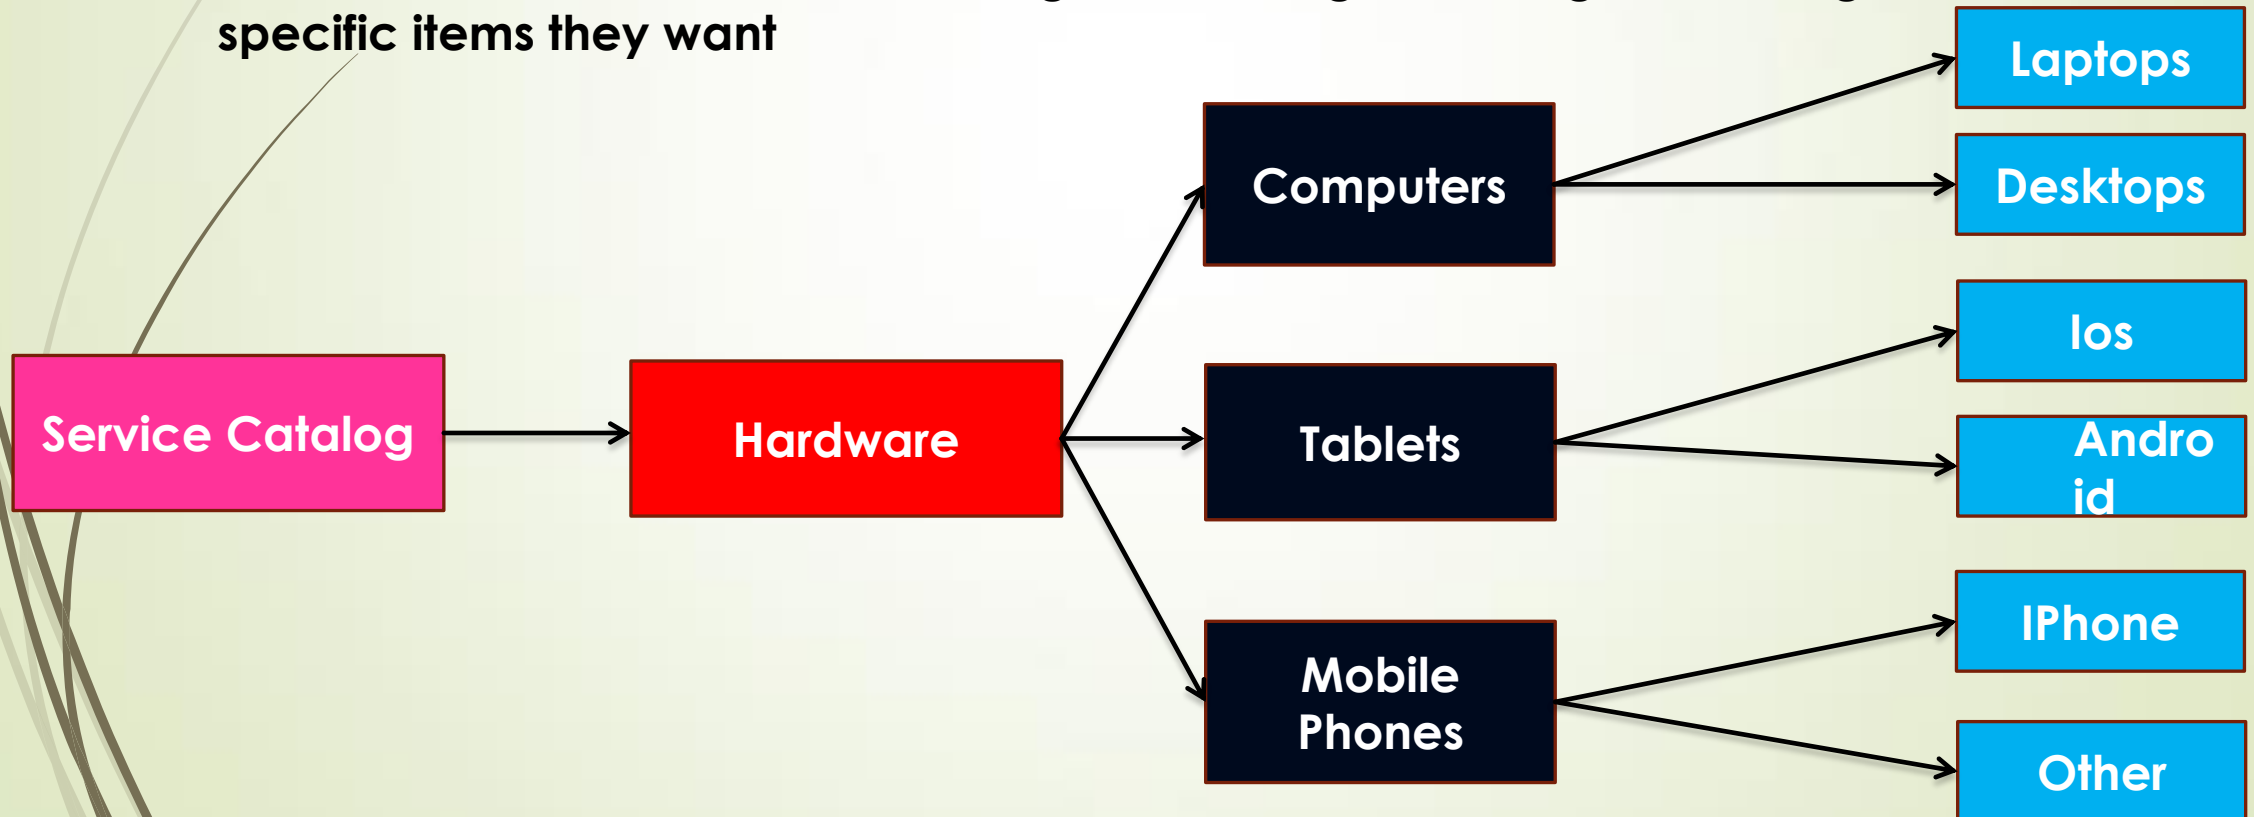 specific items they want
Laptops
Computers
Desktops
Ios
Service Catalog
Hardware
Tablets
Andro
id
IPhone
Mobile
Phones
Other